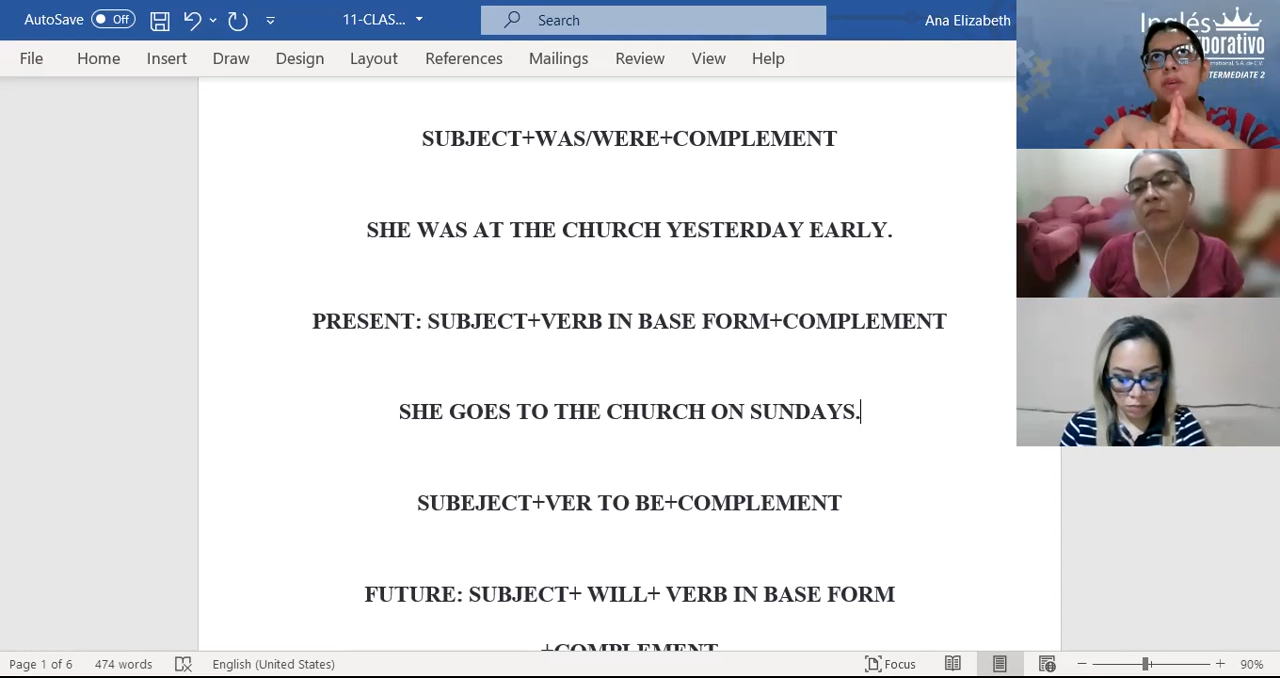 AutoSave Off 11-CLAS... Search Ana Elizabeth
File Home Insert Draw Design Layout References Mailings Review View Help
Inglés
TERMEDIATE 2
SUBJECT+WAS/WERE+COMPLEMENT
SHE WAS AT THE CHURCH YESTERDAY EARLY.
PRESENT: SUBJECT+VERB IN BASE FORM+COMPLEMENT
SHE GOES TO THE CHURCH ON SUNDAYS.
SUBEJECT+VER TO BE+COMPLEMENT
FUTURE: SUBJECT+ WILL+ VERB IN BASE FORM
+COMPLEMENT
Page 1 of 6 474 words English (United States) Focus 90%